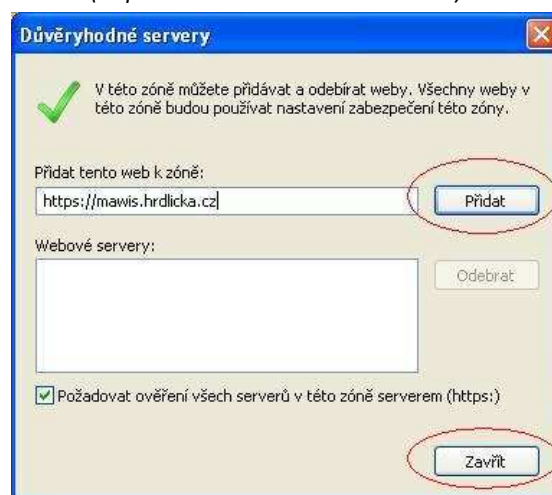 Důvěryhodné servery
V této zóně můžete přidávat a odebírat weby. Všechny weby v
této zóně budou používat nastavení zabezpečení této zóny.
Přidat tento web k zóně:
https://mawis.hrdlicka.cz
Přidat
Webové servery:
Odebrat
Požadovat ověření všech serverů v této zóně serverem (https:)
Zavřít